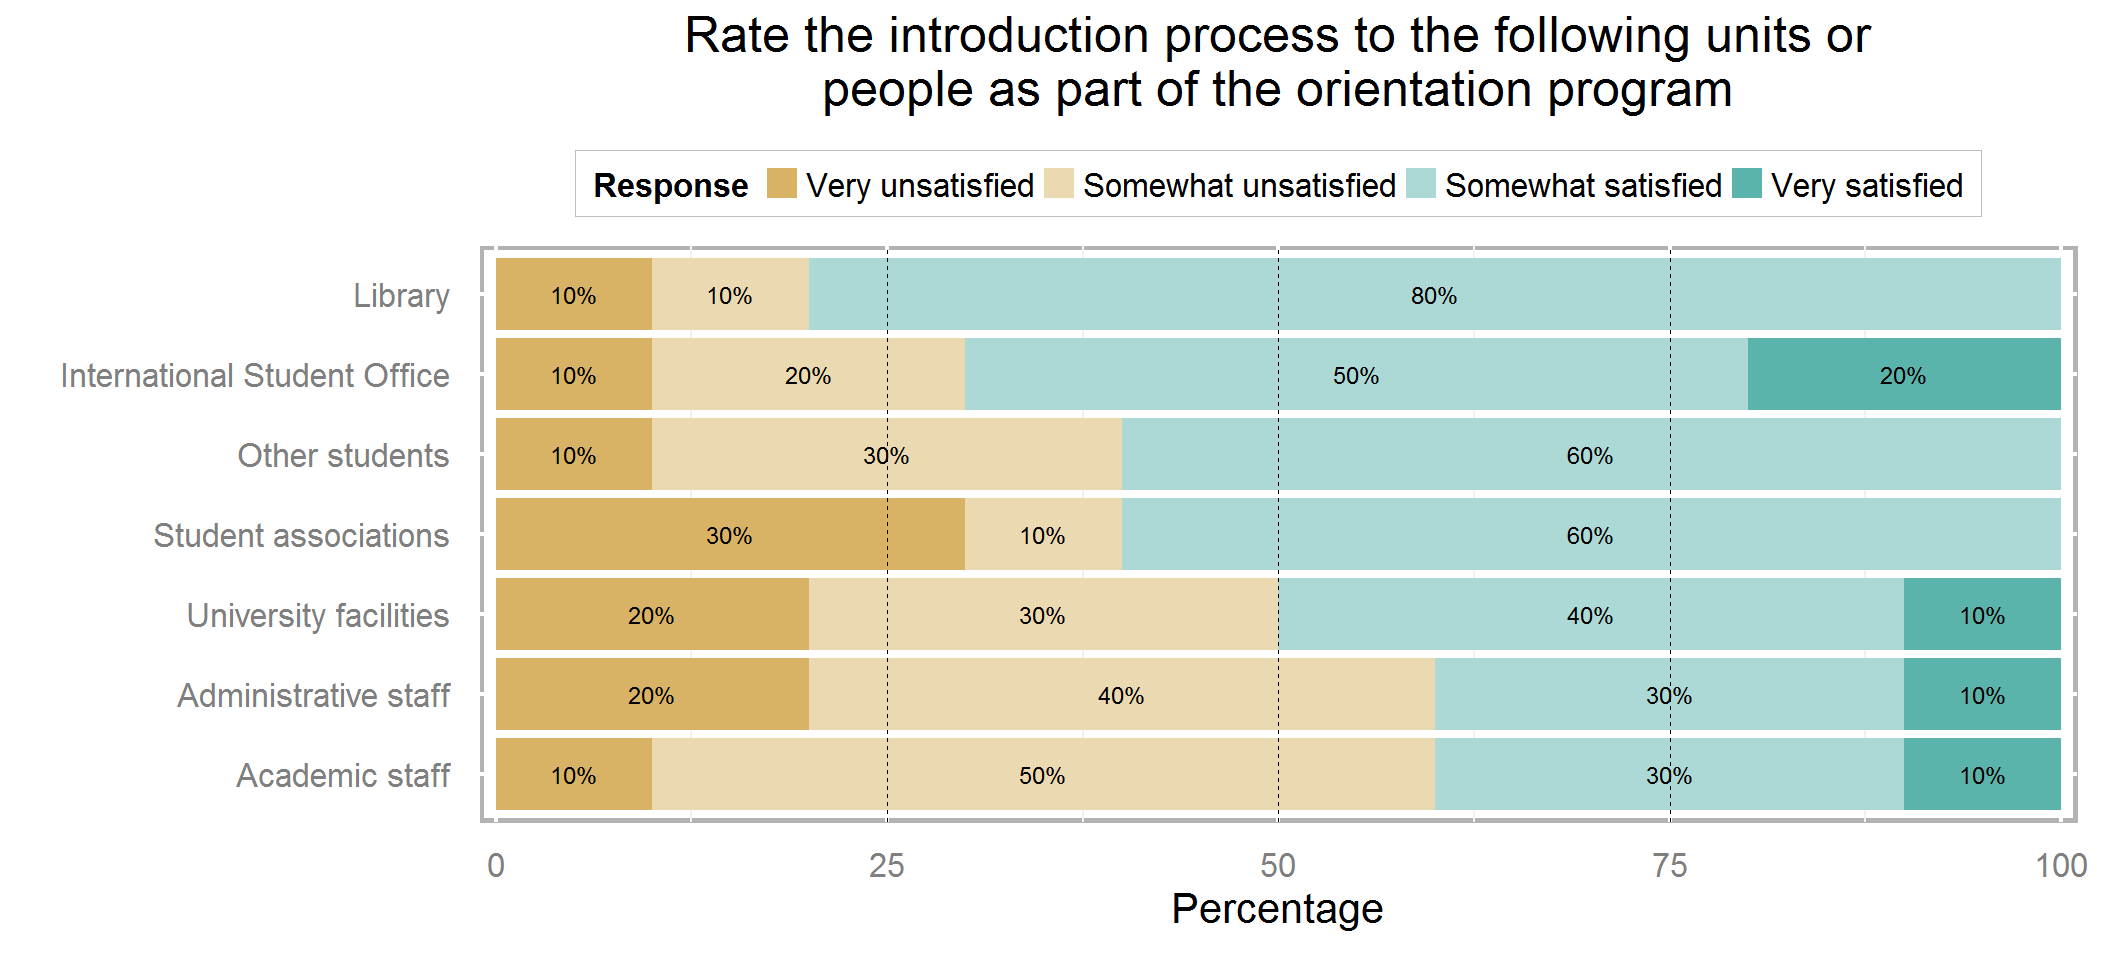 Rate the introduction process to the following units or
people as part of the orientation program
Response Very unsatisfied Somewhat unsatisfied Somewhat satisfied Very satisfied
Library 10% 10% 80%
International Student Office 10% 20% 50% 20%
Other students 10% 30% 60%
Student associations 30% 10% 60%
University facilities 20% 30% 40% 10%
Administrative staff 20% 40% 30% 10%
Academic staff 10% 50% 30% 10%
0 25 50 75 100
Percentage